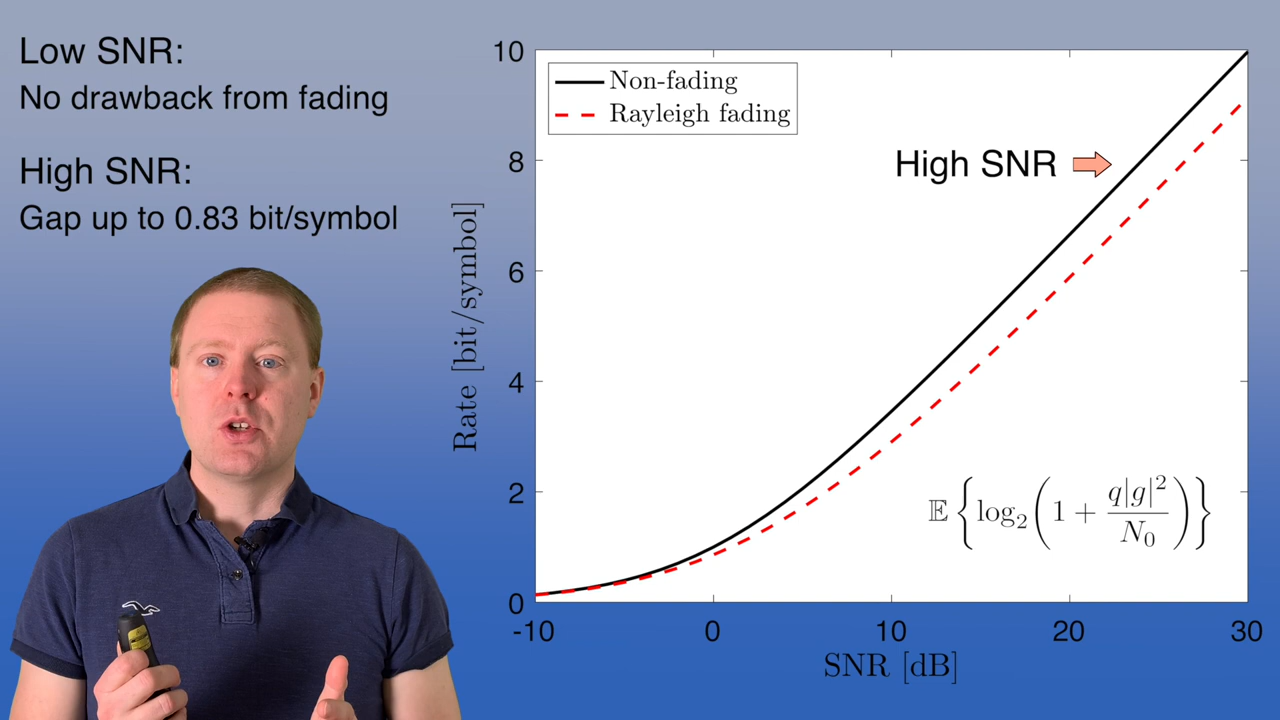 Low SNR:
No drawback from fading
High SNR:
Gap up to 0.83 bit/symbol
Rate [bit/symbol]
10
8
6
4
2
0
Non-fading
Rayleigh fading
High SNR
𝔼{log₂(1 + q|g|²/N₀)}
-10 0 10 20 30
SNR [dB]